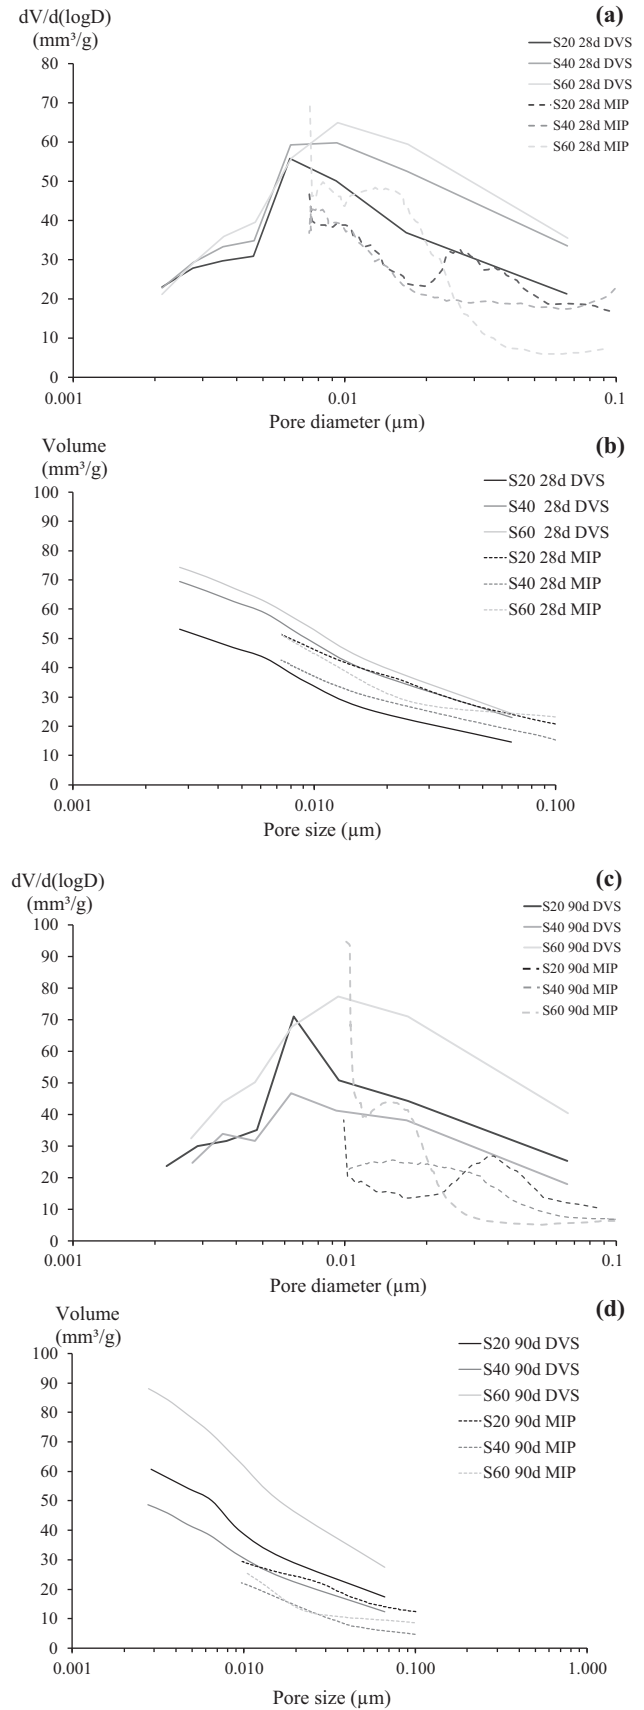 dV/d(logD)
(mm³/g)
(a)
S20 28d DVS
S40 28d DVS
S60 28d DVS
S20 28d MIP
S40 28d MIP
S60 28d MIP
80
70
60
50
40
30
20
10
0
0.001 0.01 0.1
Pore diameter (µm)
Volume
(mm³/g)
(b)
S20 28d DVS
S40 28d DVS
S60 28d DVS
S20 28d MIP
S40 28d MIP
S60 28d MIP
100
90
80
70
60
50
40
30
20
10
0
0.001 0.010 0.100
Pore size (µm)
dV/d(logD)
(mm³/g)
(c)
S20 90d DVS
S40 90d DVS
S60 90d DVS
S20 90d MIP
S40 90d MIP
S60 90d MIP
100
90
80
70
60
50
40
30
20
10
0
0.001 0.01 0.1
Pore diameter (µm)
Volume
(mm³/g)
(d)
S20 90d DVS
S40 90d DVS
S60 90d DVS
S20 90d MIP
S40 90d MIP
S60 90d MIP
100
90
80
70
60
50
40
30
20
10
0
0.001 0.010 0.100 1.000
Pore size (µm)